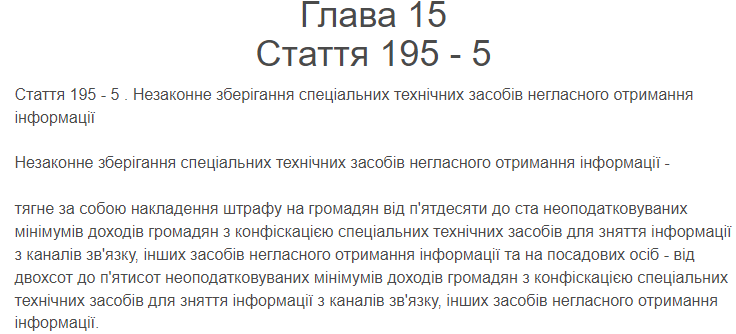 Глава 15
Стаття 195 - 5
Стаття 195 - 5 . Незаконне зберігання спеціальних технічних засобів негласного отримання
інформації
Незаконне зберігання спеціальних технічних засобів негласного отримання інформації -
тягне за собою накладення штрафу на громадян від п'ятдесяти до ста неоподатковуваних
мінімумів доходів громадян з конфіскацією спеціальних технічних засобів для зняття інформації
з каналів зв'язку, інших засобів негласного отримання інформації та на посадових осіб - від
двохсот до п'ятисот неоподатковуваних мінімумів доходів громадян з конфіскацією спеціальних
технічних засобів для зняття інформації з каналів зв'язку, інших засобів негласного отримання
інформації.